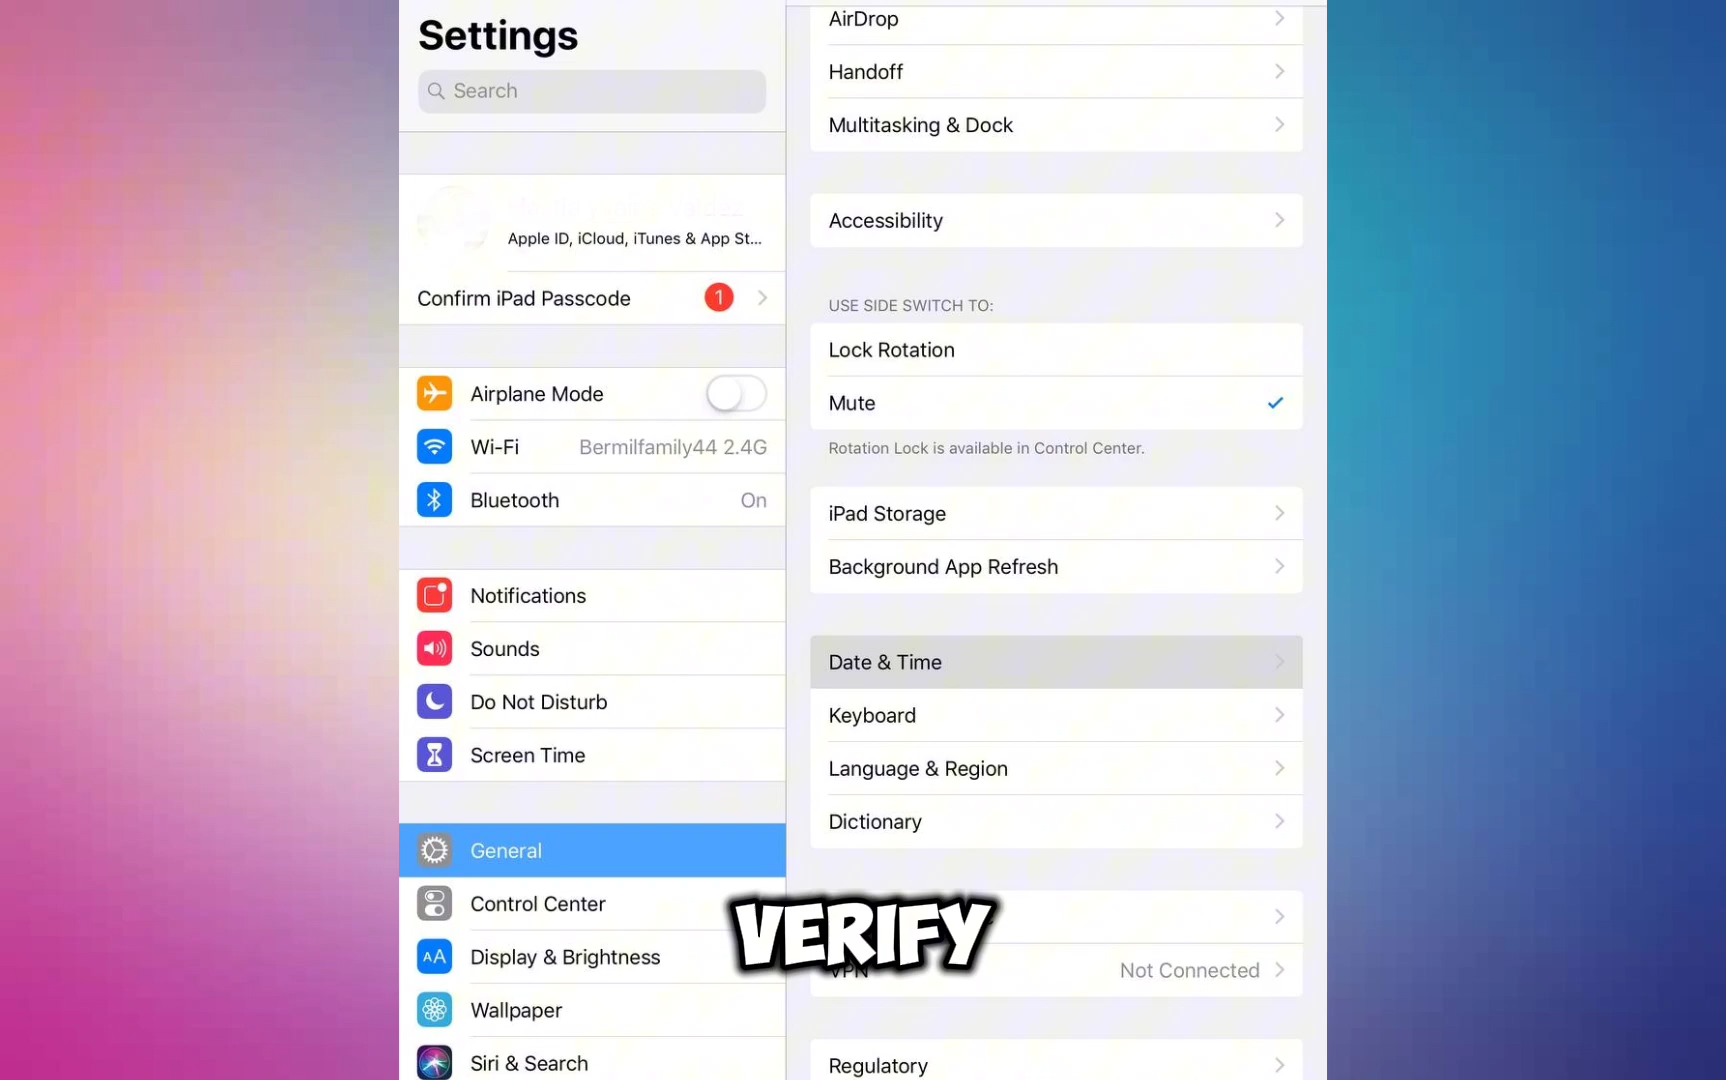 Settings
Search
Apple ID, iCloud, iTunes & App St...
Confirm iPad Passcode
1
Airplane Mode
Wi-Fi
Bermilfamily44 2.4G
Bluetooth
On
Notifications
Sounds
Do Not Disturb
Screen Time
General
Control Center
AA
Display & Brightness
Wallpaper
Siri & Search
AirDrop
Handoff
Multitasking & Dock
Accessibility
USE SIDE SWITCH TO:
Lock Rotation
Mute
Rotation Lock is available in Control Center.
iPad Storage
Background App Refresh
Date & Time
Keyboard
Language & Region
Dictionary
VPN
Not Connected
Regulatory
VERIFY